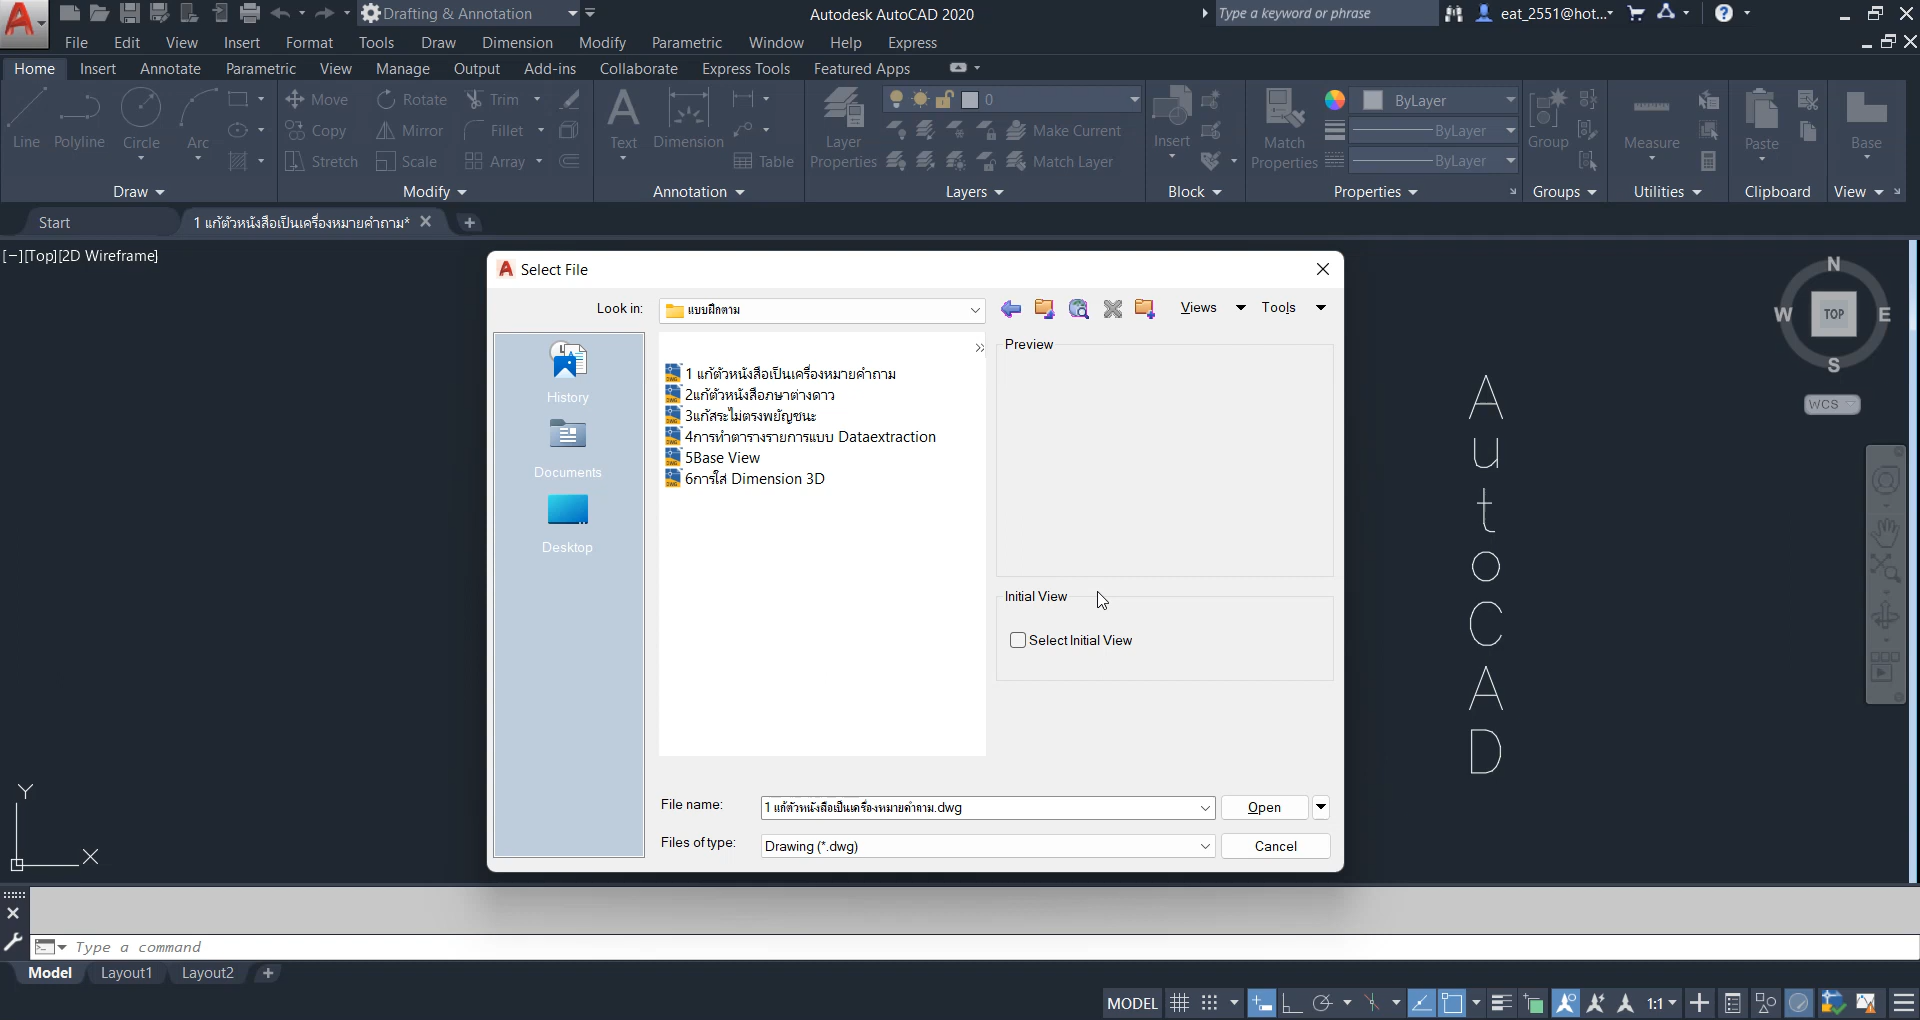 Drafting & Annotation
Autodesk AutoCAD 2020
Type a keyword or phrase
eat_2551@hot...
File Edit View Insert Format Tools Draw Dimension Modify Parametric Window Help Express
Home Insert Annotate Parametric View Manage Output Add-ins Collaborate Express Tools Featured Apps
Line Polyline Circle Arc
Move Rotate Trim
Copy Mirror Fillet
Stretch Scale Array
Text Dimension Table
Layer Properties
0
Make Current
Match Layer
Insert
Match Properties
ByLayer
ByLayer
ByLayer
Group
Measure
Paste
Base
Draw Modify Annotation Layers Block Properties Groups Utilities Clipboard View
Start
1 แก้ตัวหนังสือเป็นเครื่องหมายคำถาม*
[−][Top][2D Wireframe]
Select File
Look in:
แบบฝึกตาม
Views Tools
History
Documents
Desktop
1 แก้ตัวหนังสือเป็นเครื่องหมายคำถาม
2แก้ตัวหนังสือภาษาต่างดาว
3แก้สระไม่ตรงพยัญชนะ
4การทำตารางรายการแบบ Dataextraction
5Base View
6การใส่ Dimension 3D
Preview
Initial View
Select Initial View
File name:
1 แก้ตัวหนังสือเป็นเครื่องหมายคำถาม.dwg
Open
Files of type:
Drawing (*.dwg)
Cancel
N
W TOP E
S
WCS
A
u
t
o
C
A
D
Y
X
Type a command
Model Layout1 Layout2
MODEL
1:1